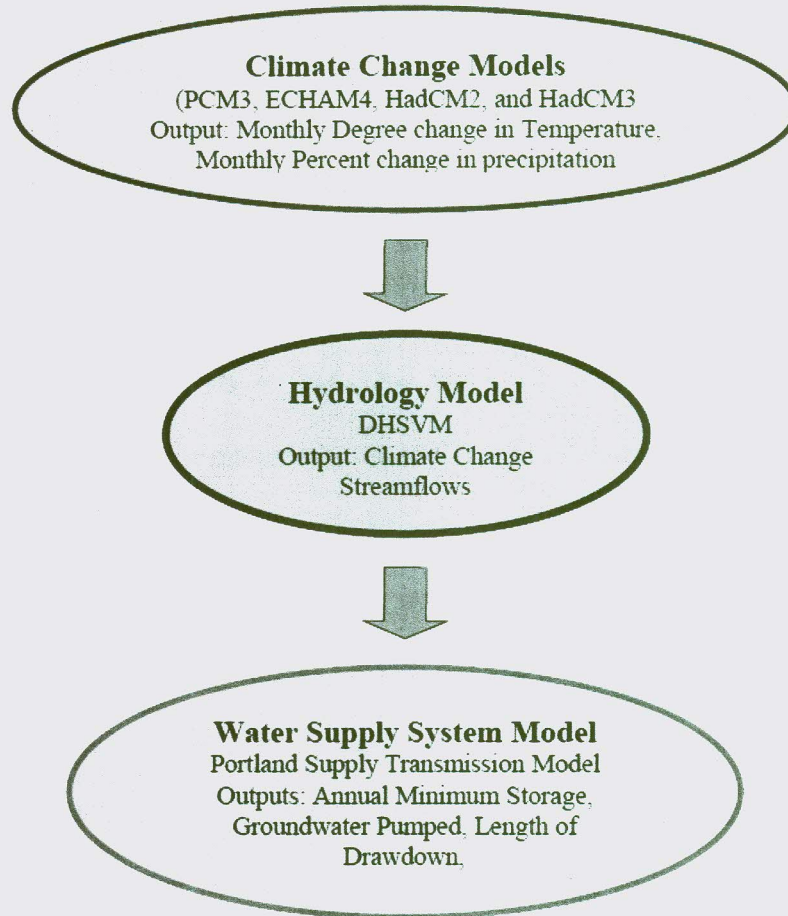 Climate Change Models
(PCM3, ECHAM4, HadCM2, and HadCM3
Output: Monthly Degree change in Temperature,
Monthly Percent change in precipitation
Hydrology Model
DHSVM
Output: Climate Change
Streamflows
Water Supply System Model
Portland Supply Transmission Model
Outputs: Annual Minimum Storage,
Groundwater Pumped, Length of
Drawdown,